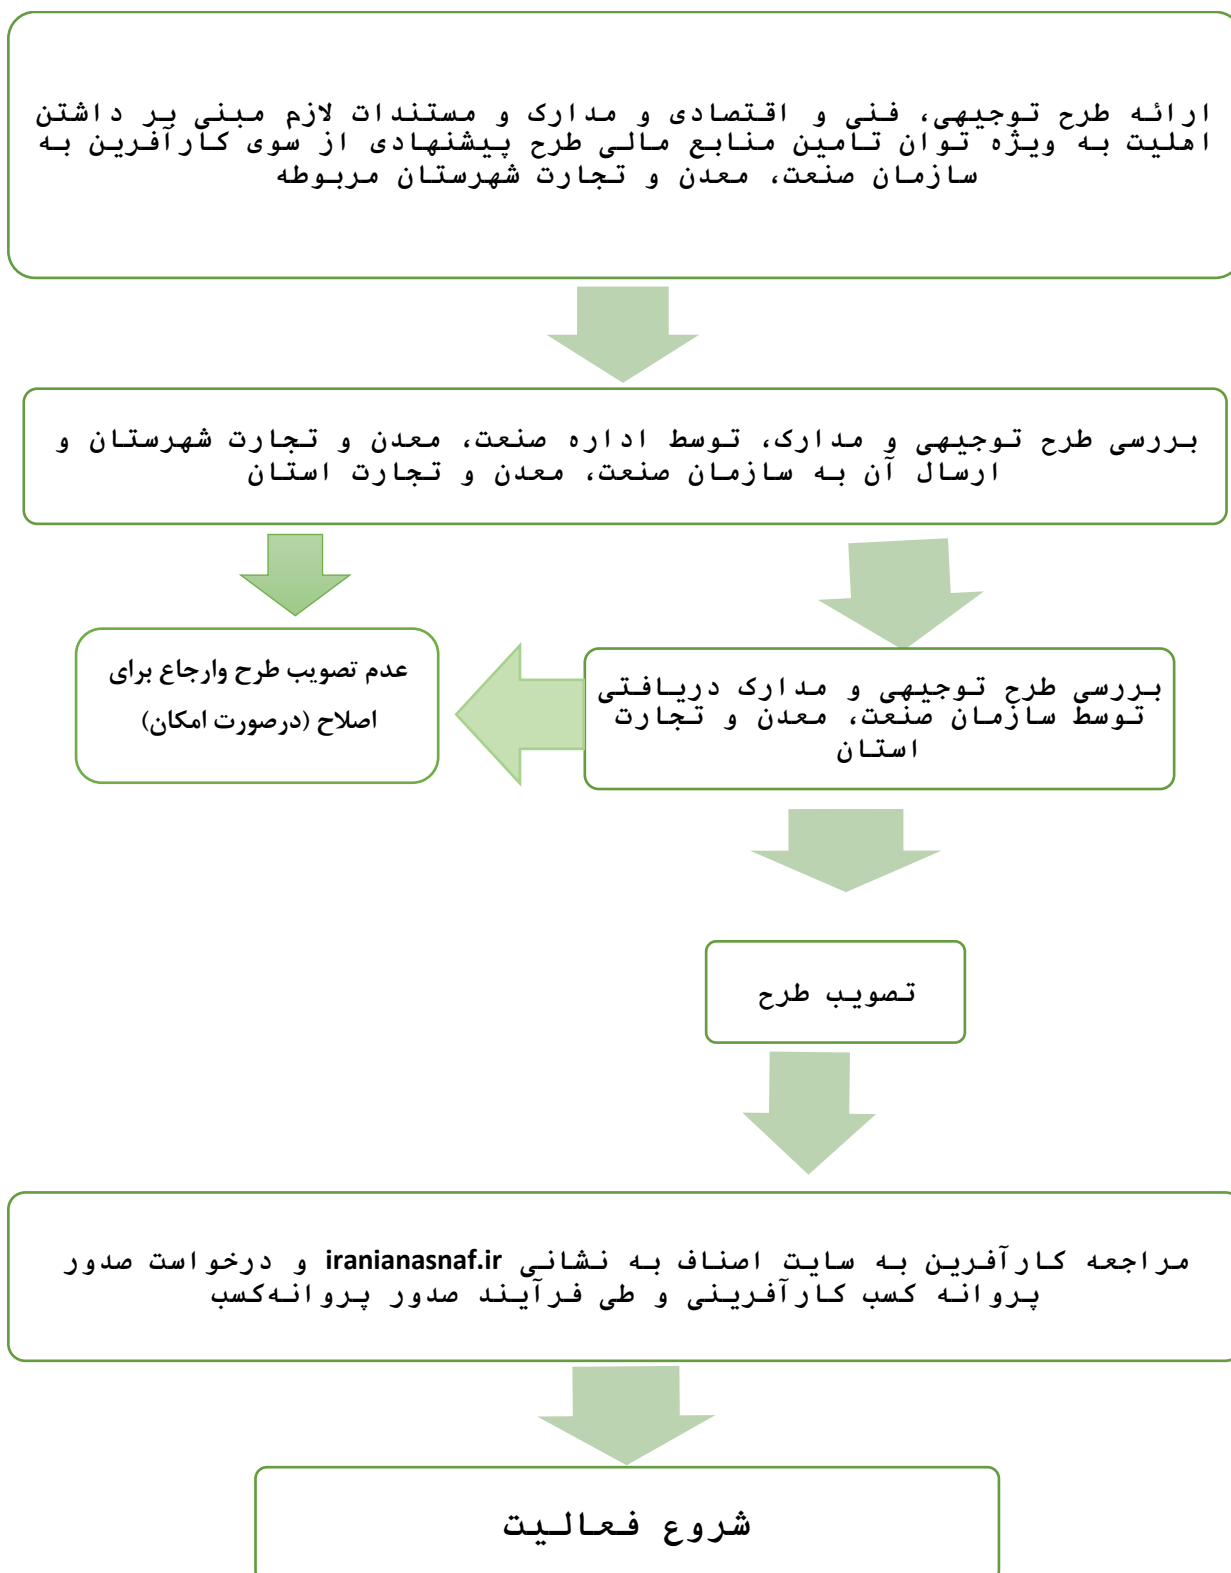 ارائه طرح توجیهی، فنی و اقتصادی و مدارک و مستندات لازم مبنی بر داشتن
اهلیت به ویژه توان تأمین منابع مالی طرح پیشنهادی از سوی کارآفرین به
سازمان صنعت، معدن و تجارت شهرستان مربوطه
بررسی طرح توجیهی و مدارک، توسط اداره صنعت، معدن و تجارت شهرستان و
ارسال آن به سازمان صنعت، معدن و تجارت استان
بررسی طرح توجیهی و مدارک دریافتی
توسط سازمان صنعت، معدن و تجارت
استان
عدم تصویب طرح وارجاع برای
اصلاح (درصورت امکان)
تصویب طرح
مراجعه کارآفرین به سایت اصناف به نشانی iranianasnaf.ir و درخواست صدور
پروانه کسب کارآفرینی و طی فرآیند صدور پروانه‌کسب
شروع فعالیت